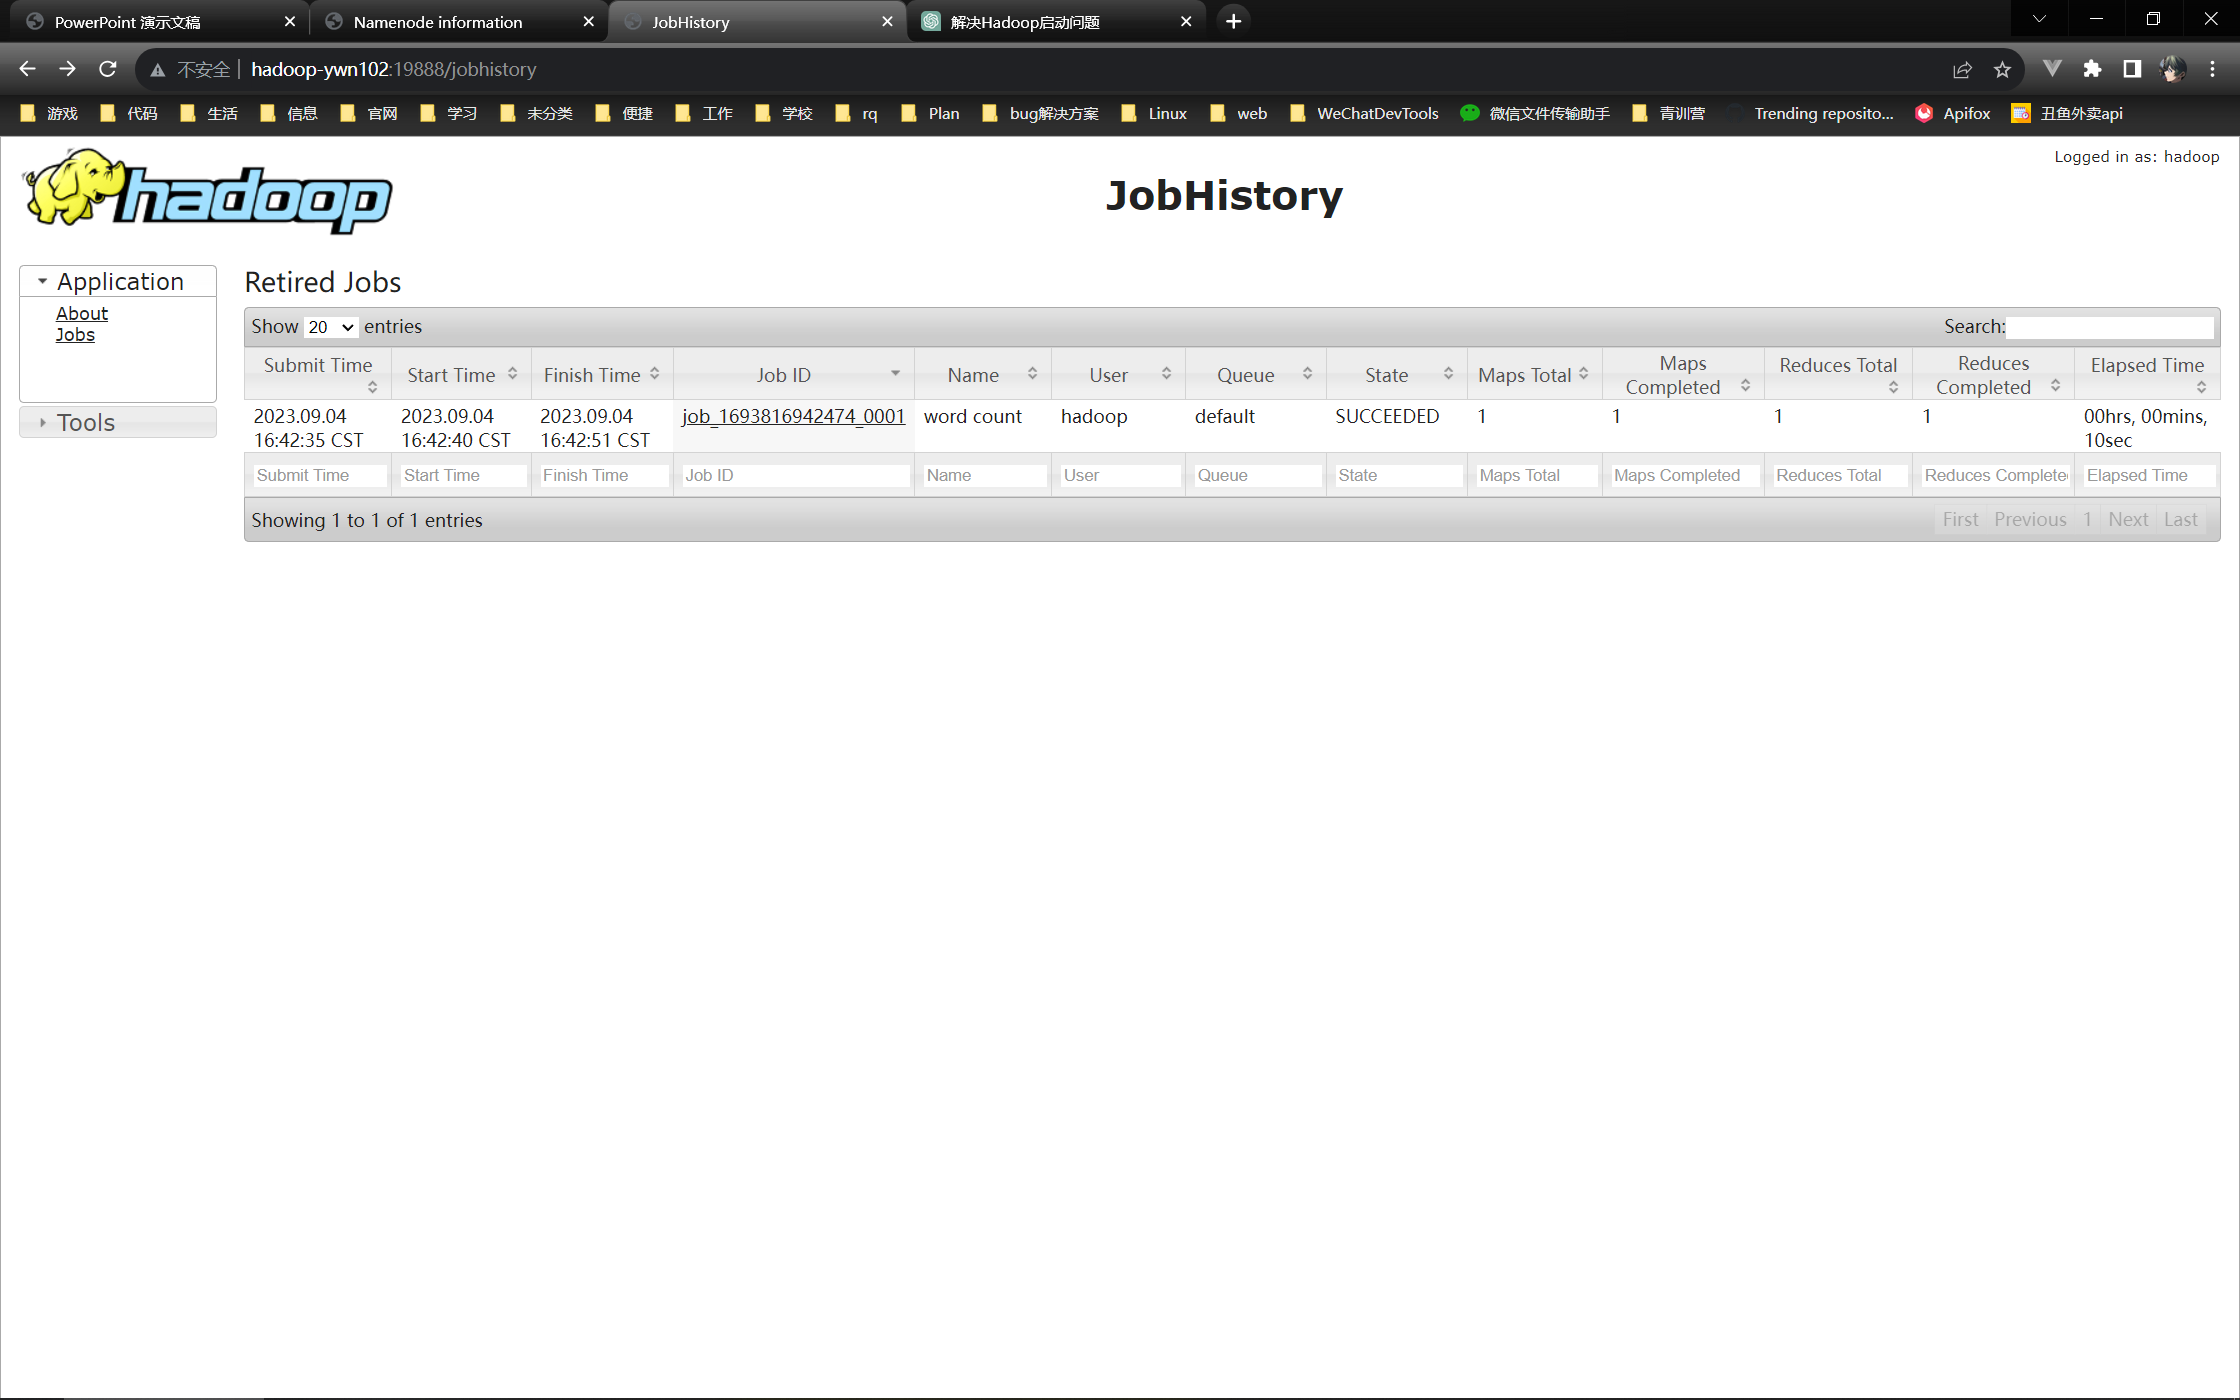 PowerPoint 演示文稿
Namenode information
JobHistory
解决Hadoop启动问题
不安全 | hadoop-ywn102:19888/jobhistory
游戏 代码 生活 信息 官网 学习 未分类 便捷 工作 学校 rq Plan bug解决方案 Linux web WeChatDevTools 微信文件传输助手 青训营 Trending reposito... Apifox 丑鱼外卖api
hadoop
JobHistory
Logged in as: hadoop
Application
About
Jobs
Tools
Retired Jobs
Show 20 entries
Search:
Submit Time Start Time Finish Time Job ID Name User Queue State Maps Total Maps Completed Reduces Total Reduces Completed Elapsed Time
2023.09.04 16:42:35 CST 2023.09.04 16:42:40 CST 2023.09.04 16:42:51 CST job_1693816942474_0001 word count hadoop default SUCCEEDED 1 1 1 1 00hrs, 00mins, 10sec
Submit Time Start Time Finish Time Job ID Name User Queue State Maps Total Maps Completed Reduces Total Reduces Complete Elapsed Time
Showing 1 to 1 of 1 entries
First Previous 1 Next Last